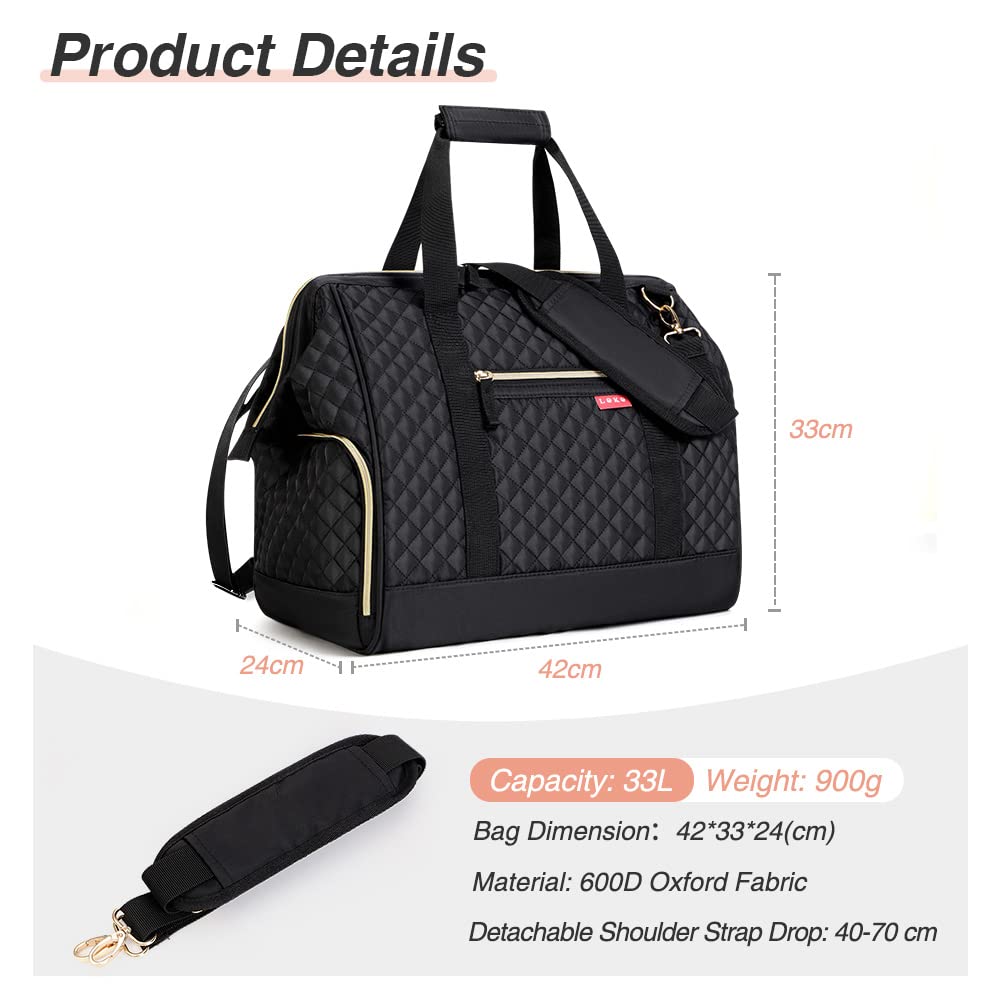 Product Details
LEKE
33cm
24cm
42cm
Capacity: 33L Weight: 900g
Bag Dimension：42*33*24(cm)
Material: 600D Oxford Fabric
Detachable Shoulder Strap Drop: 40-70 cm